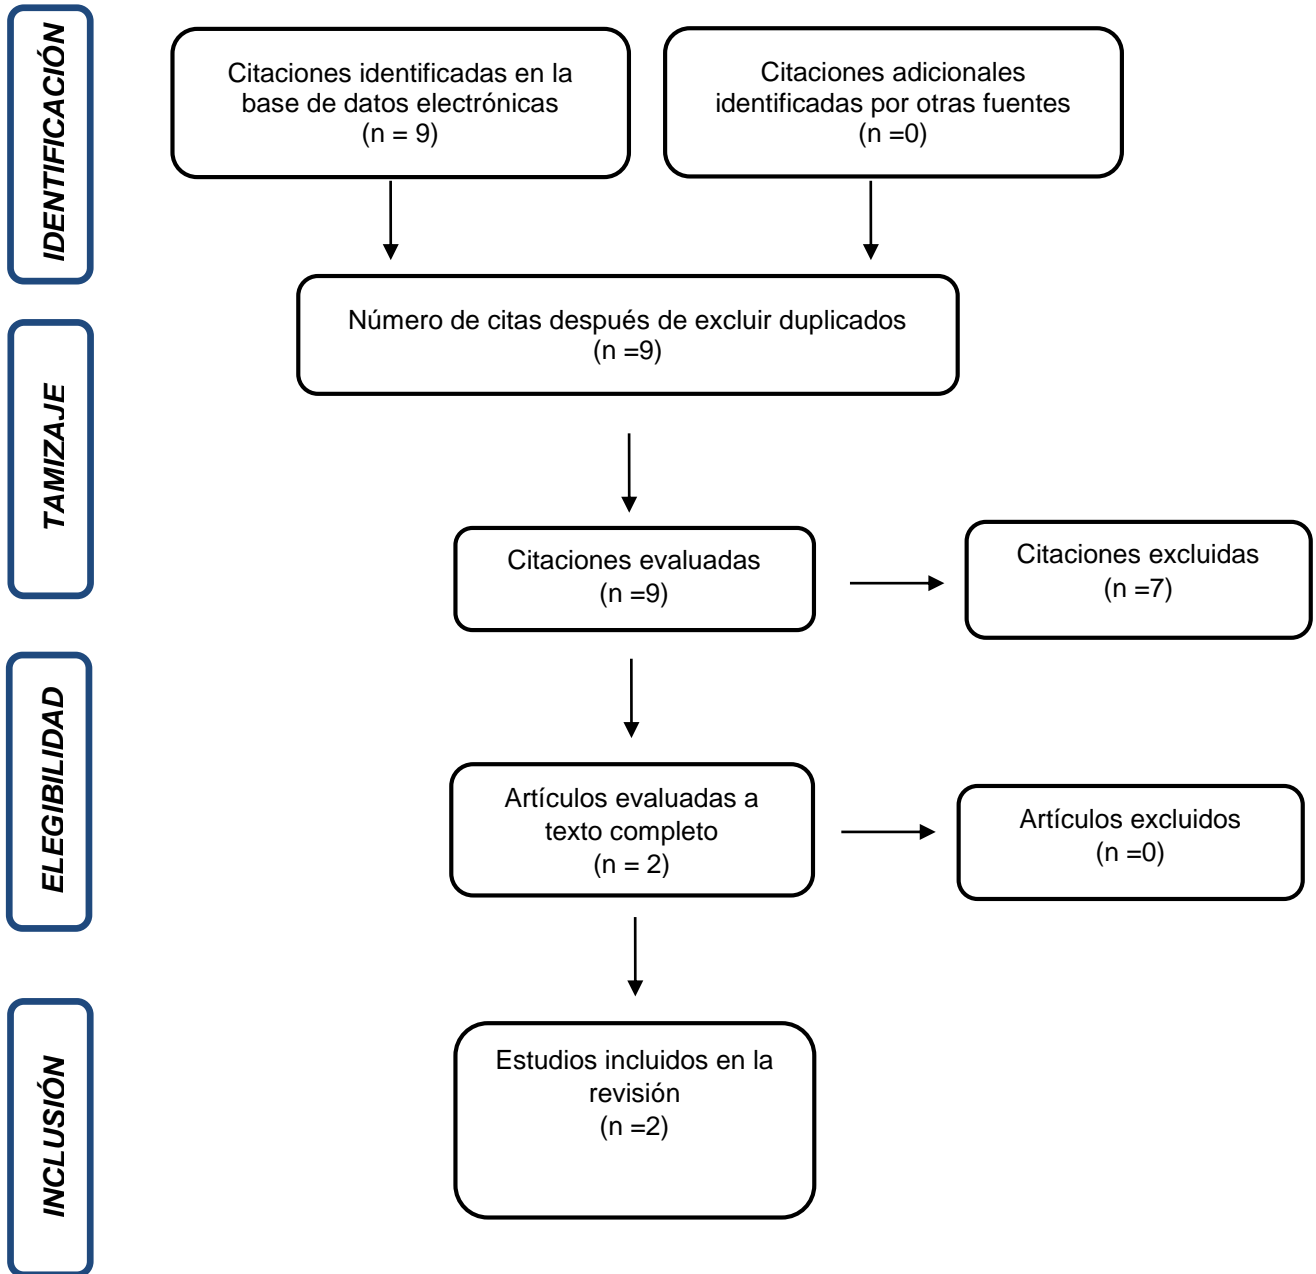 IDENTIFICACIÓN
Citaciones identificadas en la
base de datos electrónicas
(n = 9)
Citaciones adicionales
identificadas por otras fuentes
(n =0)
Número de citas después de excluir duplicados
(n =9)
TAMIZAJE
Citaciones evaluadas
(n =9)
Citaciones excluidas
(n =7)
ELEGIBILIDAD
Artículos evaluadas a
texto completo
(n = 2)
Artículos excluidos
(n =0)
INCLUSIÓN
Estudios incluidos en la
revisión
(n =2)